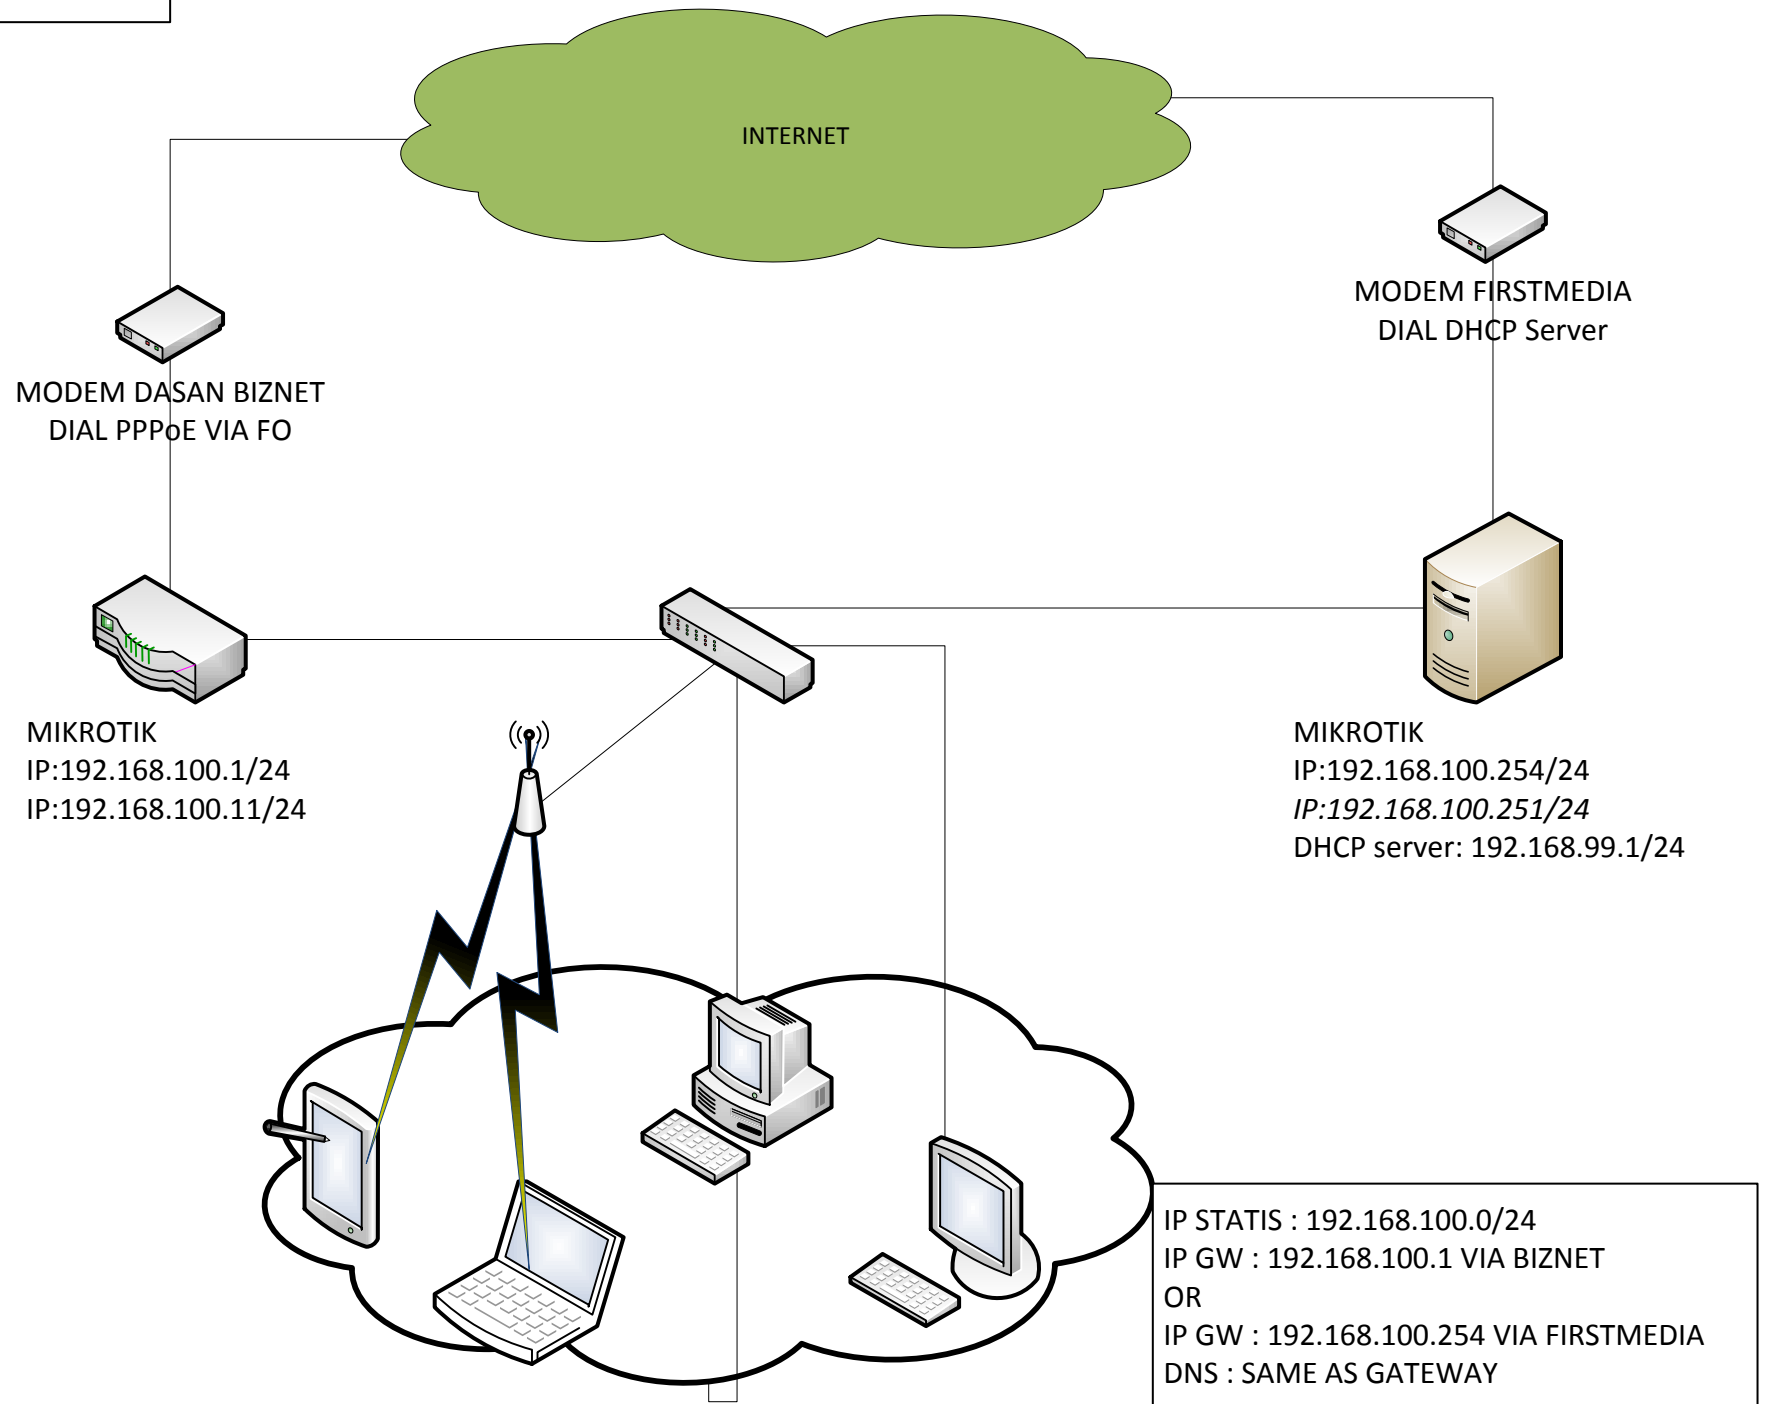 INTERNET
MODEM FIRSTMEDIA
DIAL DHCP Server
MODEM DASAN BIZNET
DIAL PPPoE VIA FO
MIKROTIK
IP:192.168.100.1/24
IP:192.168.100.11/24
MIKROTIK
IP:192.168.100.254/24
IP:192.168.100.251/24
DHCP server: 192.168.99.1/24
IP STATIS : 192.168.100.0/24
IP GW : 192.168.100.1 VIA BIZNET
OR
IP GW : 192.168.100.254 VIA FIRSTMEDIA
DNS : SAME AS GATEWAY